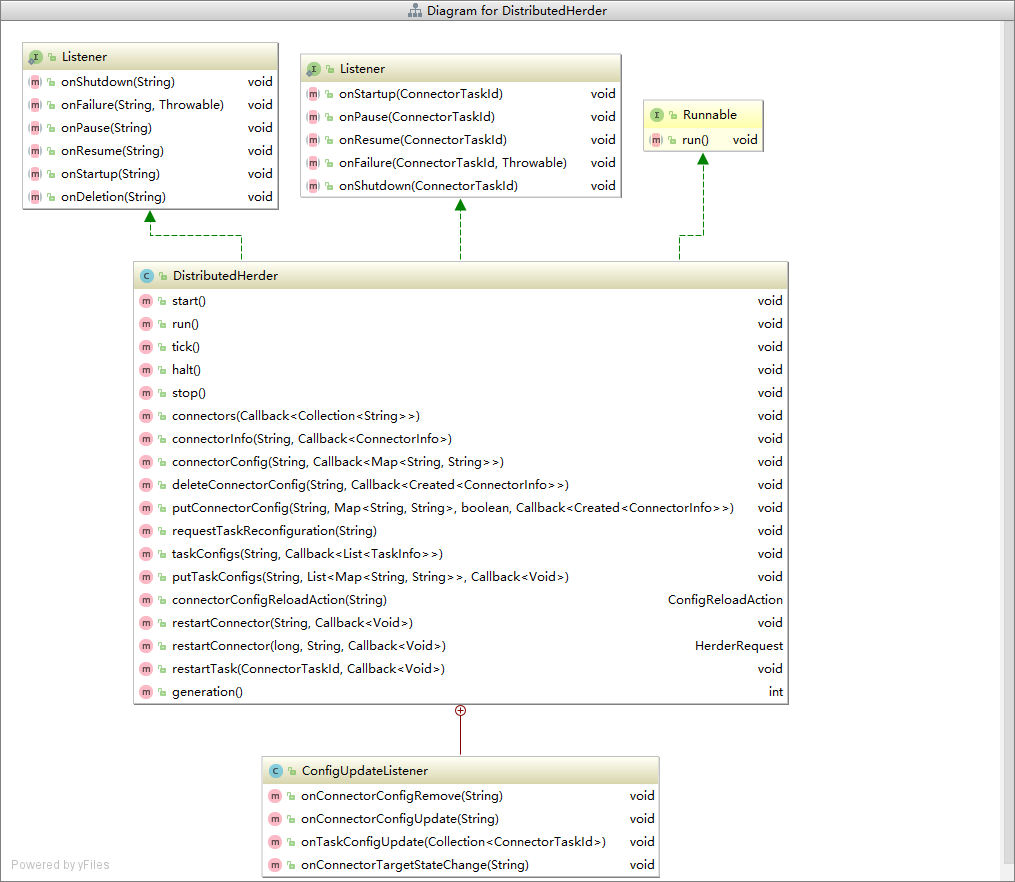 Diagram for DistributedHerder
I Listener
m onShutdown(String) void
m onFailure(String, Throwable) void
m onPause(String) void
m onResume(String) void
m onStartup(String) void
m onDeletion(String) void
I Listener
m onStartup(ConnectorTaskId) void
m onPause(ConnectorTaskId) void
m onResume(ConnectorTaskId) void
m onFailure(ConnectorTaskId, Throwable) void
m onShutdown(ConnectorTaskId) void
I Runnable
m run() void
C DistributedHerder
m start() void
m run() void
m tick() void
m halt() void
m stop() void
m connectors(Callback<Collection<String>>) void
m connectorInfo(String, Callback<ConnectorInfo>) void
m connectorConfig(String, Callback<Map<String, String>>) void
m deleteConnectorConfig(String, Callback<Created<ConnectorInfo>>) void
m putConnectorConfig(String, Map<String, String>, boolean, Callback<Created<ConnectorInfo>>) void
m requestTaskReconfiguration(String) void
m taskConfigs(String, Callback<List<TaskInfo>>) void
m putTaskConfigs(String, List<Map<String, String>>, Callback<Void>) void
m connectorConfigReloadAction(String) ConfigReloadAction
m restartConnector(String, Callback<Void>) void
m restartConnector(long, String, Callback<Void>) HerderRequest
m restartTask(ConnectorTaskId, Callback<Void>) void
m generation() int
C ConfigUpdateListener
m onConnectorConfigRemove(String) void
m onConnectorConfigUpdate(String) void
m onTaskConfigUpdate(Collection<ConnectorTaskId>) void
m onConnectorTargetStateChange(String) void
Powered by yFiles